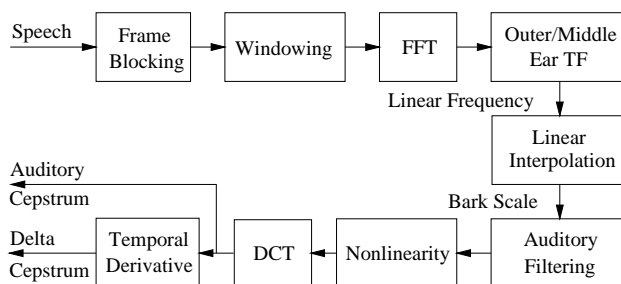 Speech
Frame
Blocking
Windowing
FFT
Outer/Middle
Ear TF
Linear Frequency
Linear
Interpolation
Bark Scale
Auditory
Filtering
Nonlinearity
DCT
Temporal
Derivative
Auditory
Cepstrum
Delta
Cepstrum